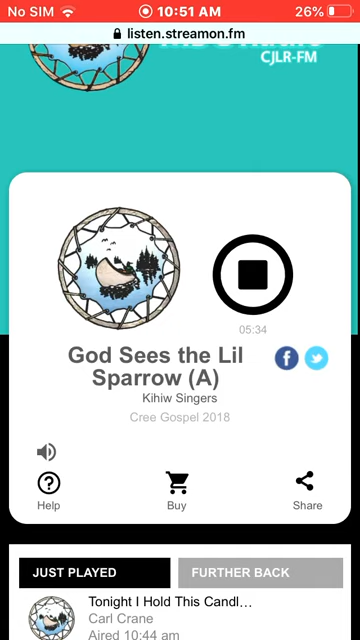 No SIM 10:51 AM 26%
listen.streamon.fm
CJLR-FM
05:34
God Sees the Lil
Sparrow (A)
Kihiw Singers
Cree Gospel 2018
Help Buy Share
JUST PLAYED FURTHER BACK
Tonight I Hold This Candl...
Carl Crane
Aired 10:44 am